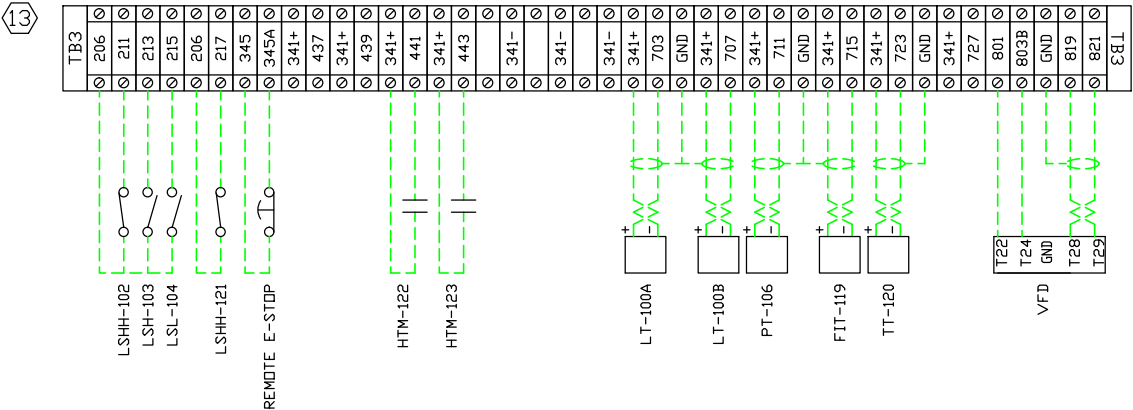 13
TB3
206
211
213
215
206
217
345
345A
341+
437
341+
439
341+
441
341+
443
341-
341-
341-
341+
703
GND
341+
707
341+
711
GND
341+
715
341+
723
GND
341+
727
801
803B
GND
819
821
TB3
+ -
+ -
+ -
+ -
+ -
T22
T24
GND
T28
T29
LSHH-102
LSH-103
LSL-104
LSHH-121
REMOTE E-STOP
HTM-122
HTM-123
LT-100A
LT-100B
PT-106
FIT-119
TT-120
VFD